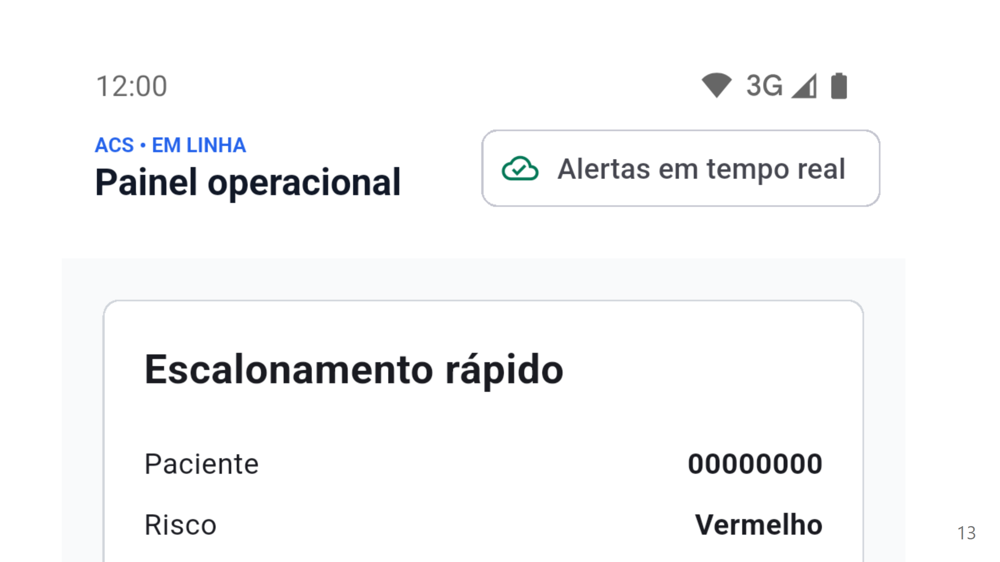 12:00
3G
ACS • EM LINHA
Painel operacional
Alertas em tempo real
Escalonamento rápido
Paciente 00000000
Risco Vermelho
13